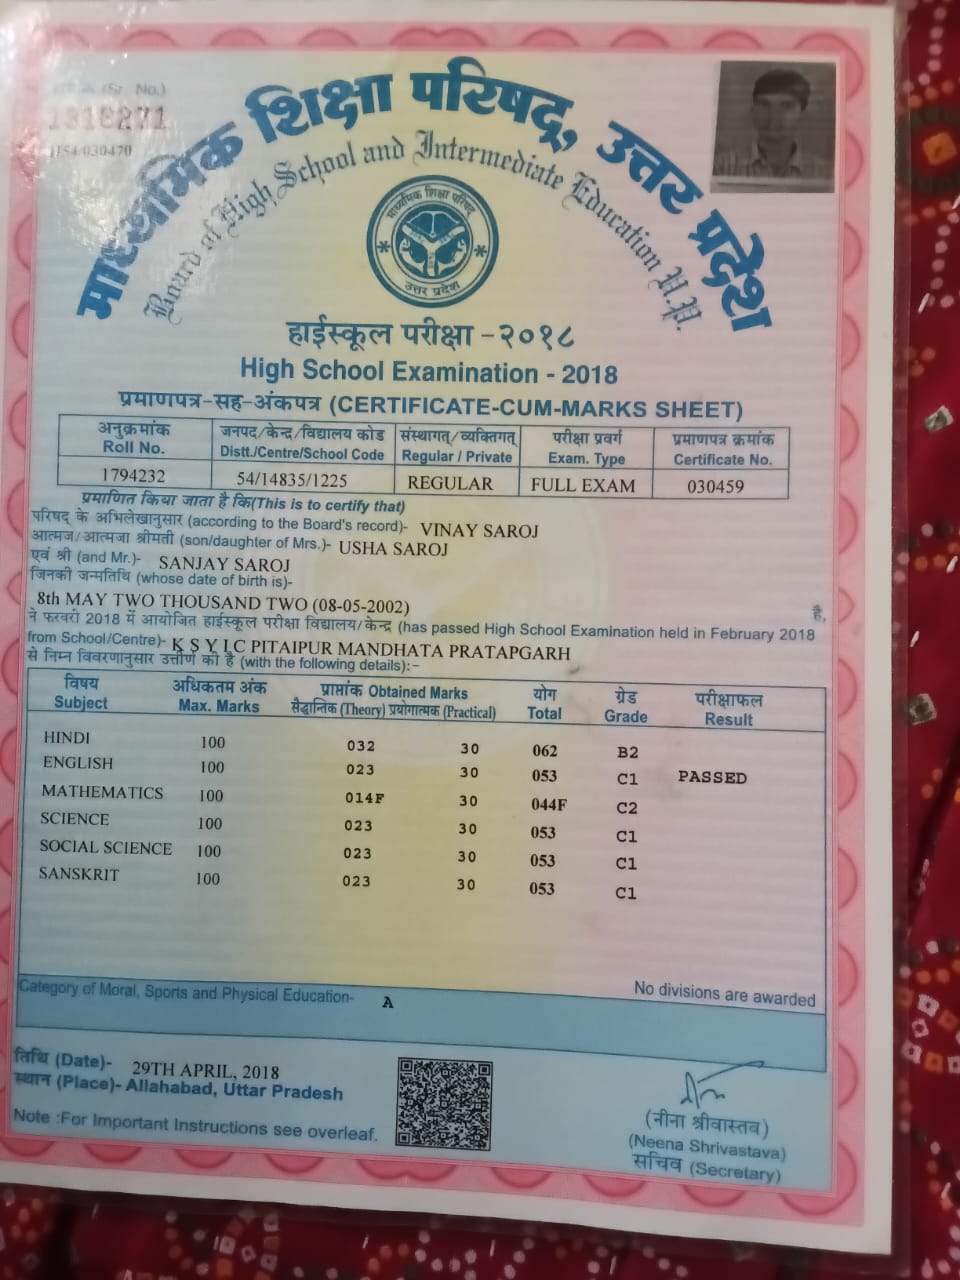 (Sr. No.)
1318271
1154/030470
माध्यमिक शिक्षा परिषद्, उत्तर प्रदेश
Board of High School and Intermediate Education U.P.
माध्यमिक शिक्षा परिषद
उत्तर प्रदेश
हाईस्कूल परीक्षा -२०१८
High School Examination - 2018
प्रमाणपत्र-सह-अंकपत्र (CERTIFICATE-CUM-MARKS SHEET)
अनुक्रमांक जनपद/केन्द्र/विद्यालय कोड संस्थागत्/व्यक्तिगत् परीक्षा प्रवर्ग प्रमाणपत्र क्रमांक
Roll No. Distt./Centre/School Code Regular / Private Exam. Type Certificate No.
1794232 54/14835/1225 REGULAR FULL EXAM 030459
प्रमाणित किया जाता है कि(This is to certify that)
परिषद् के अभिलेखानुसार (according to the Board's record)- VINAY SAROJ
आत्मज/आत्मजा श्रीमती (son/daughter of Mrs.)- USHA SAROJ
एवं श्री (and Mr.)- SANJAY SAROJ
जिनकी जन्मतिथि (whose date of birth is)-
8th MAY TWO THOUSAND TWO (08-05-2002) है,
ने फरवरी 2018 में आयोजित हाईस्कूल परीक्षा विद्यालय/केन्द्र (has passed High School Examination held in February 2018
from School/Centre)- K S Y I C PITAIPUR MANDHATA PRATAPGARH
से निम्न विवरणानुसार उत्तीर्ण की है (with the following details):-
विषय अधिकतम अंक प्राप्तांक Obtained Marks योग ग्रेड परीक्षाफल
Subject Max. Marks सैद्धान्तिक (Theory) प्रयोगात्मक (Practical) Total Grade Result
HINDI 100 032 30 062 B2
ENGLISH 100 023 30 053 C1 PASSED
MATHEMATICS 100 014F 30 044F C2
SCIENCE 100 023 30 053 C1
SOCIAL SCIENCE 100 023 30 053 C1
SANSKRIT 100 023 30 053 C1
Category of Moral, Sports and Physical Education- A No divisions are awarded
तिथि (Date)- 29TH APRIL, 2018
स्थान (Place)- Allahabad, Uttar Pradesh
Note :For Important Instructions see overleaf.
(नीना श्रीवास्तव)
(Neena Shrivastava)
सचिव (Secretary)